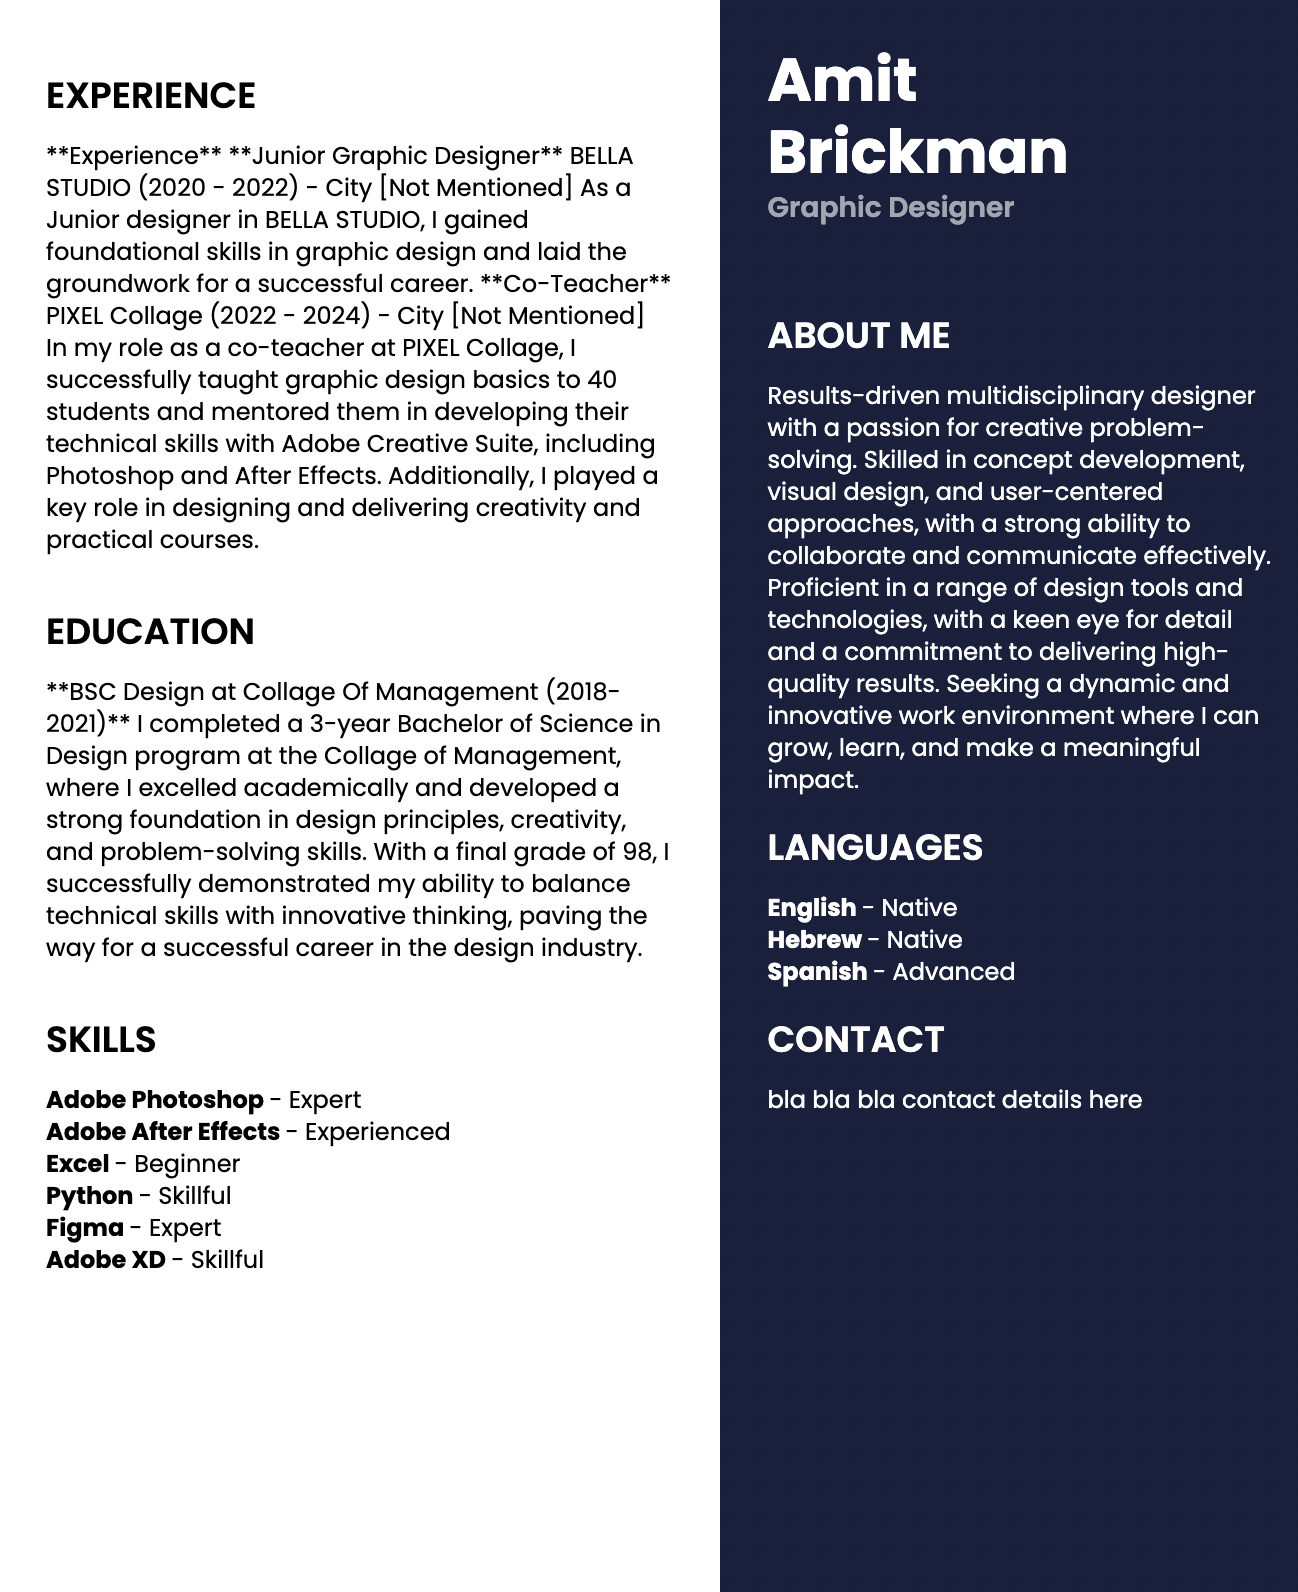 EXPERIENCE
**Experience** **Junior Graphic Designer** BELLA
STUDIO (2020 - 2022) - City [Not Mentioned] As a
Junior designer in BELLA STUDIO, I gained
foundational skills in graphic design and laid the
groundwork for a successful career. **Co-Teacher**
PIXEL Collage (2022 - 2024) - City [Not Mentioned]
In my role as a co-teacher at PIXEL Collage, I
successfully taught graphic design basics to 40
students and mentored them in developing their
technical skills with Adobe Creative Suite, including
Photoshop and After Effects. Additionally, I played a
key role in designing and delivering creativity and
practical courses.
EDUCATION
**BSC Design at Collage Of Management (2018-
2021)** I completed a 3-year Bachelor of Science in
Design program at the Collage of Management,
where I excelled academically and developed a
strong foundation in design principles, creativity,
and problem-solving skills. With a final grade of 98, I
successfully demonstrated my ability to balance
technical skills with innovative thinking, paving the
way for a successful career in the design industry.
SKILLS
Adobe Photoshop - Expert
Adobe After Effects - Experienced
Excel - Beginner
Python - Skillful
Figma - Expert
Adobe XD - Skillful
Amit
Brickman
Graphic Designer
ABOUT ME
Results-driven multidisciplinary designer
with a passion for creative problem-
solving. Skilled in concept development,
visual design, and user-centered
approaches, with a strong ability to
collaborate and communicate effectively.
Proficient in a range of design tools and
technologies, with a keen eye for detail
and a commitment to delivering high-
quality results. Seeking a dynamic and
innovative work environment where I can
grow, learn, and make a meaningful
impact.
LANGUAGES
English - Native
Hebrew - Native
Spanish - Advanced
CONTACT
bla bla bla contact details here